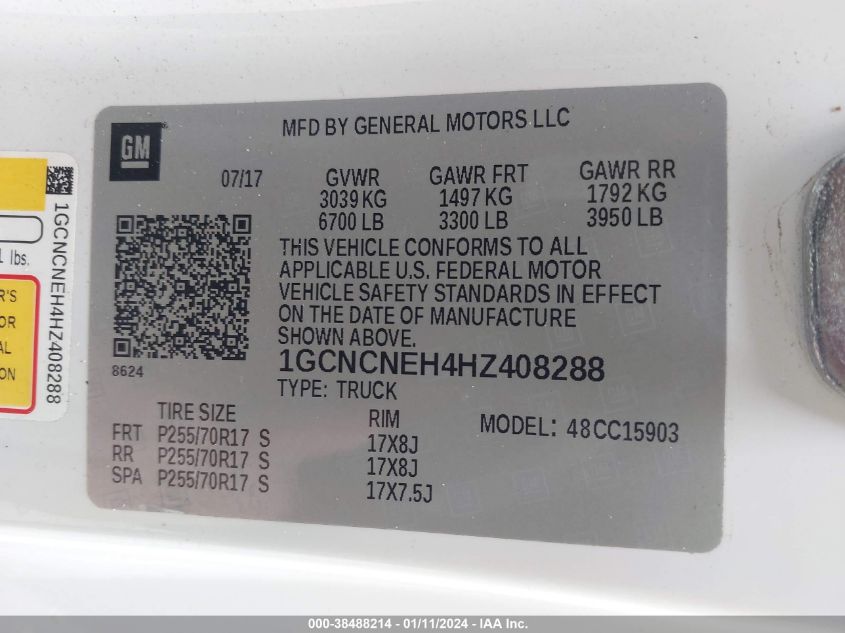 MFD BY GENERAL MOTORS LLC
GM
07/17 GVWR GAWR FRT GAWR RR
3039 KG 1497 KG 1792 KG
6700 LB 3300 LB 3950 LB
THIS VEHICLE CONFORMS TO ALL
APPLICABLE U.S. FEDERAL MOTOR
VEHICLE SAFETY STANDARDS IN EFFECT
ON THE DATE OF MANUFACTURE
SHOWN ABOVE.
8624
1GCNCNEH4HZ408288
TYPE: TRUCK
TIRE SIZE RIM MODEL: 48CC15903
FRT P255/70R17 S 17X8J
RR P255/70R17 S 17X8J
SPA P255/70R17 S 17X7.5J
1GCNCNEH4HZ408288
lbs.
R'S
OR
AL
ON
000-38488214 - 01/11/2024 - IAA Inc.